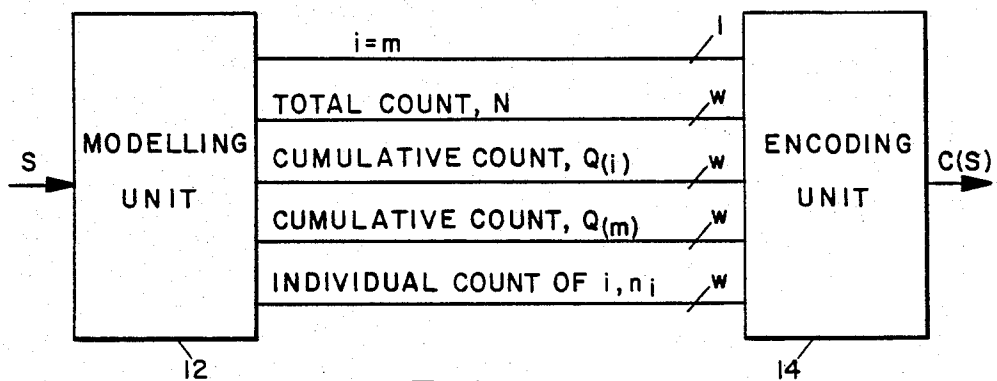 i=m
1
TOTAL COUNT, N
w
MODELLING
UNIT
ENCODING
UNIT
S
C(S)
CUMULATIVE COUNT, Q(i)
w
CUMULATIVE COUNT, Q(m)
w
INDIVIDUAL COUNT OF i, ni
w
12
14